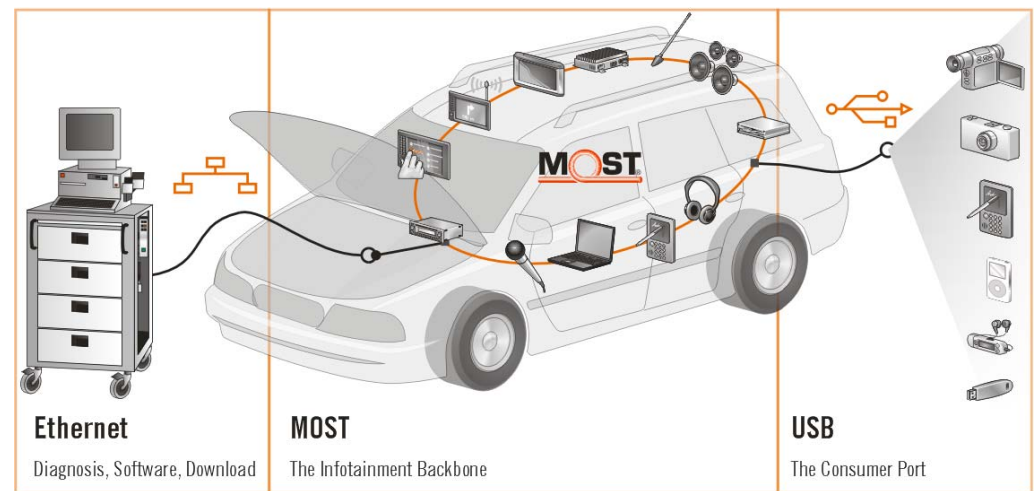 MOST
Ethernet
Diagnosis, Software, Download
MOST
The Infotainment Backbone
USB
The Consumer Port